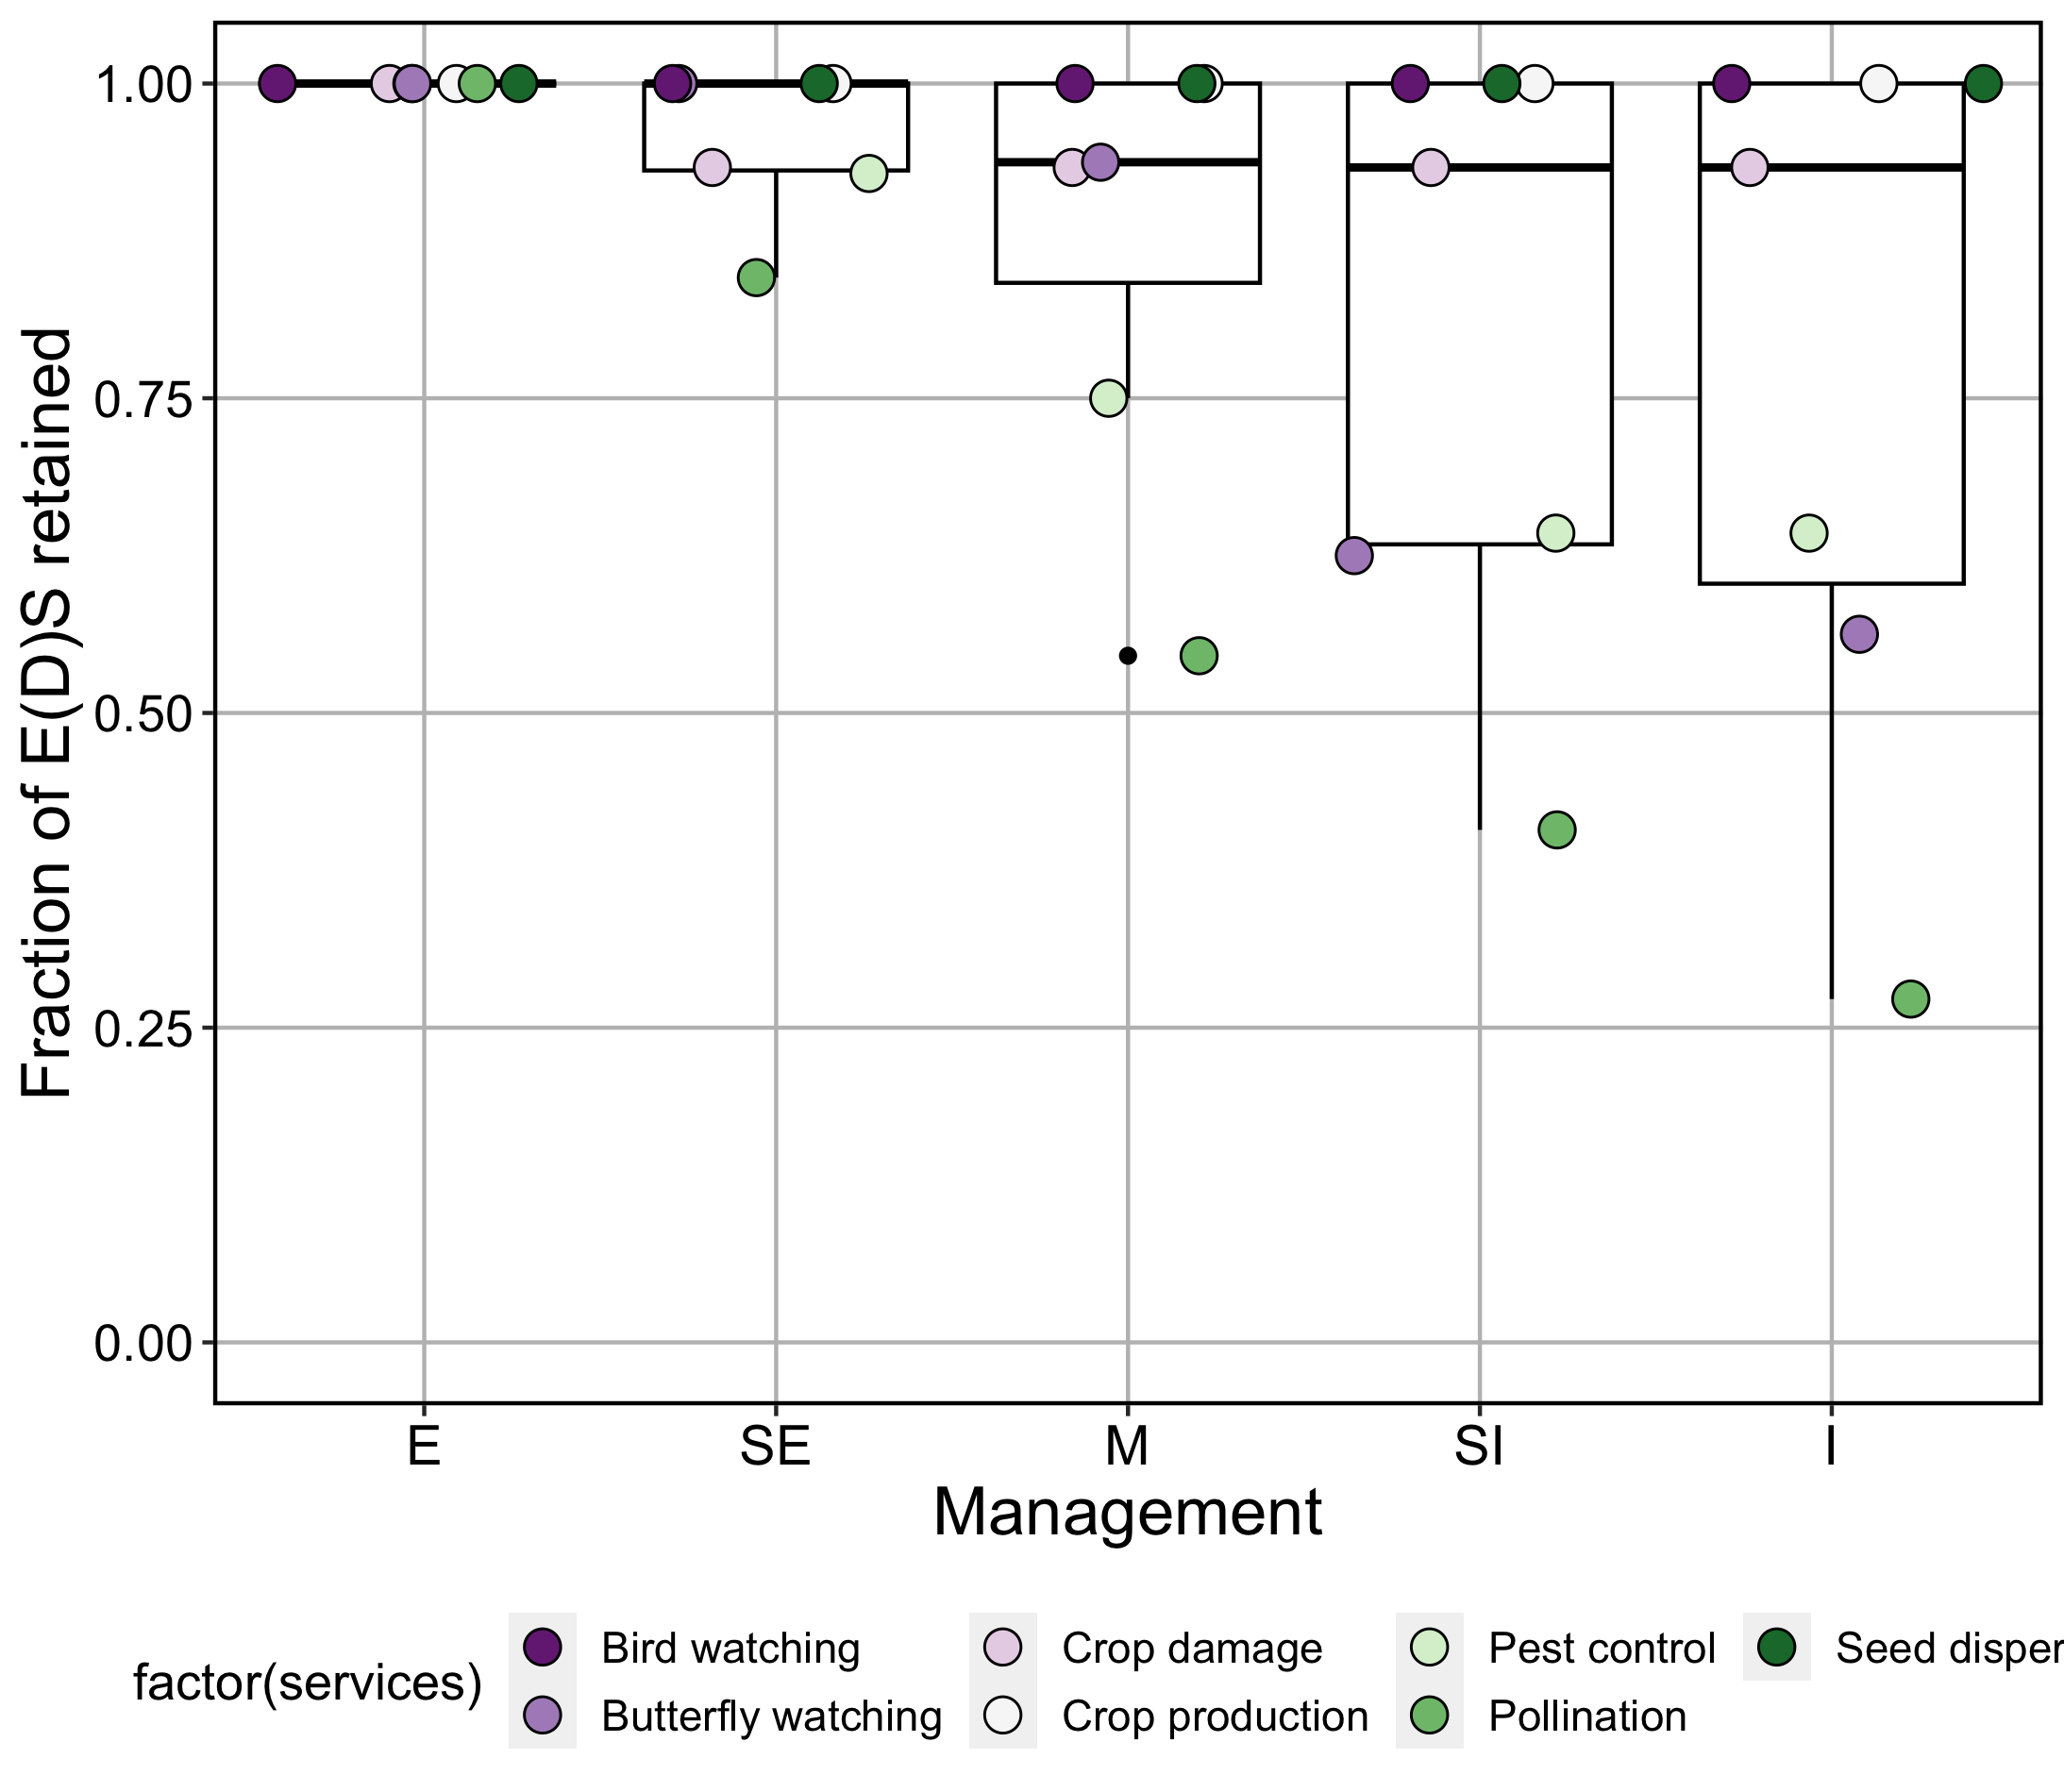 Fraction of E(D)S retained
1.00
0.75
0.50
0.25
0.00
E SE M SI I
Management
factor(services)
Bird watching Crop damage Pest control Seed disper
Butterfly watching Crop production Pollination